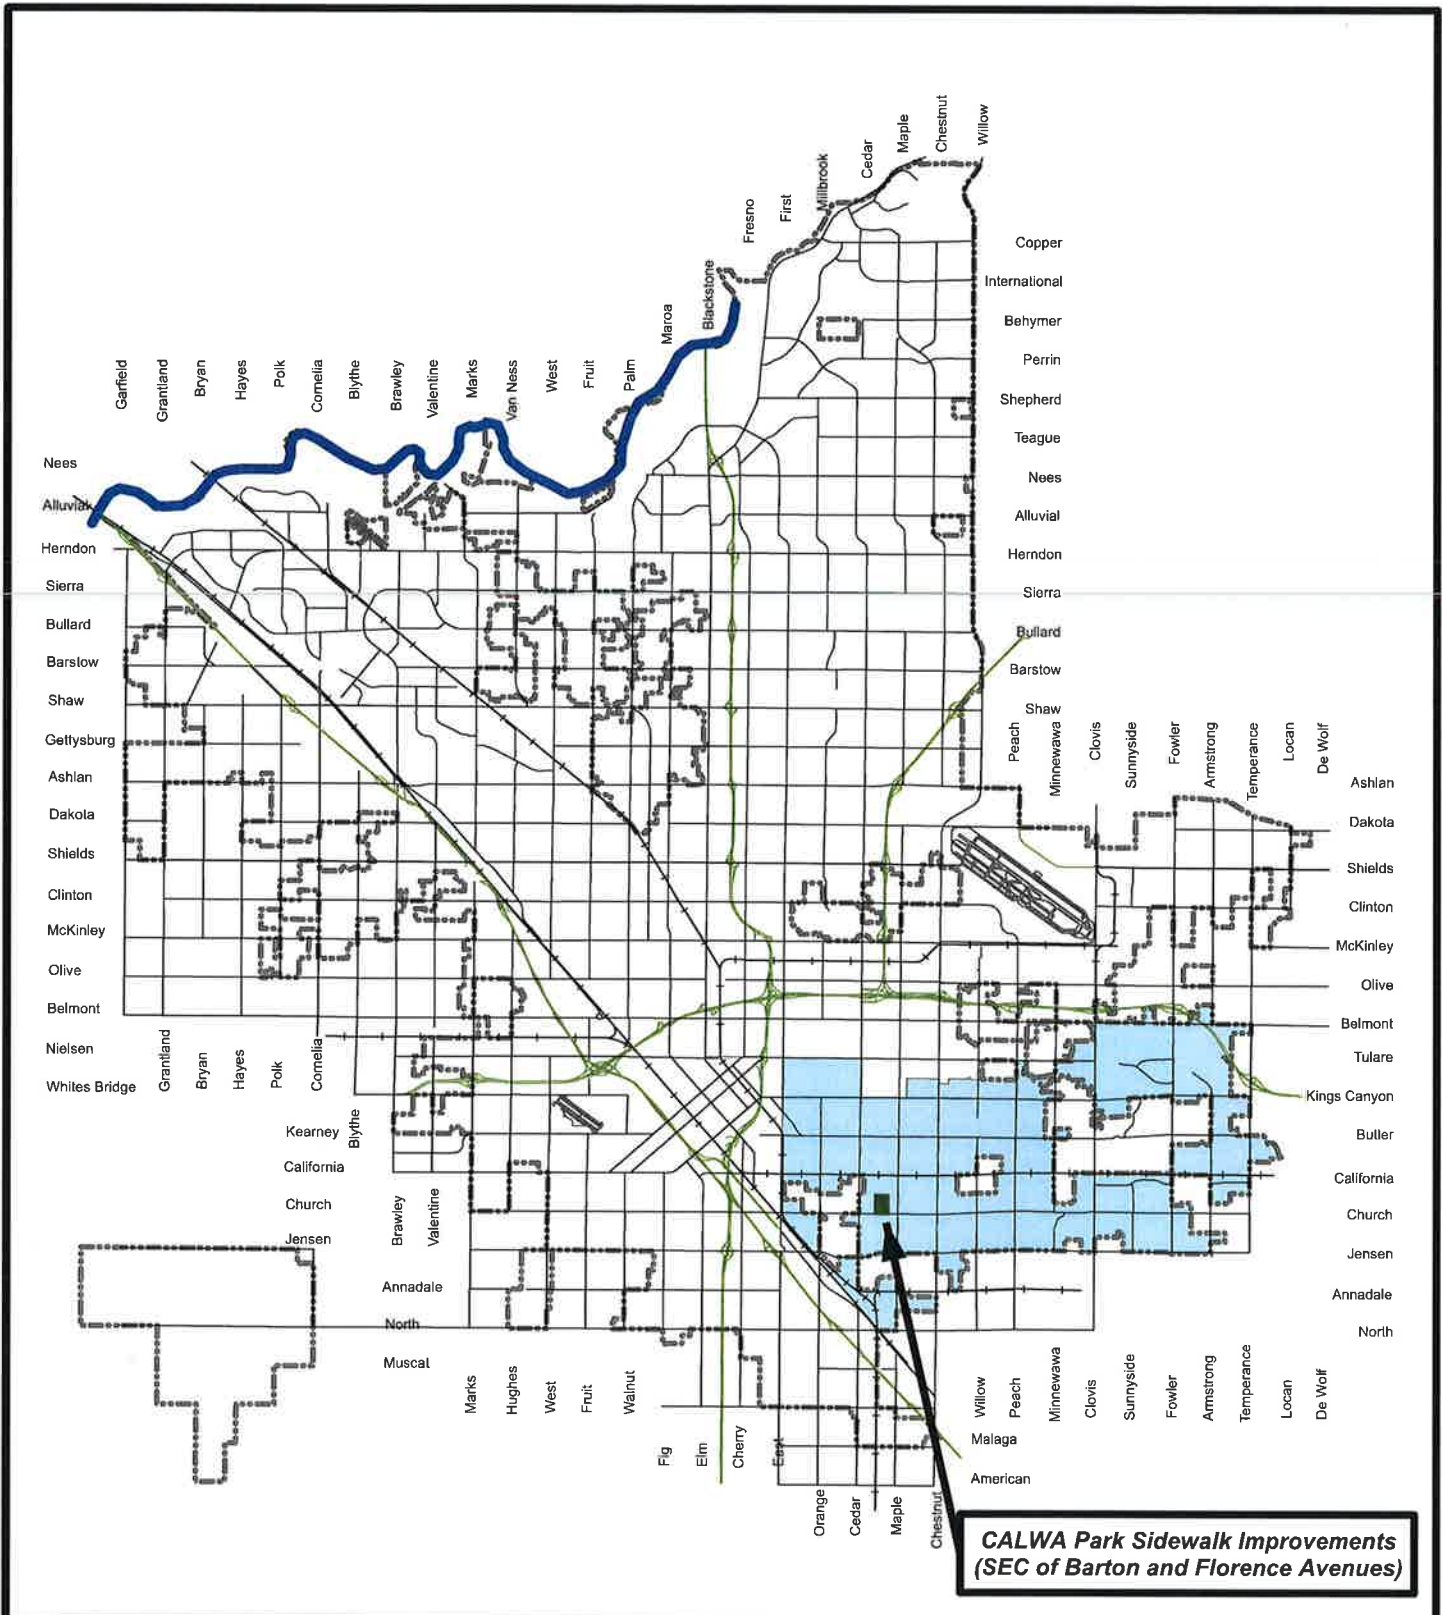 Willow
Chestnut
Maple
Cedar
Millbrook
First
Fresno
Blackstone
Maroa
Palm
Fruit
West
Van Ness
Marks
Valentine
Brawley
Blythe
Cornelia
Polk
Hayes
Bryan
Grantland
Garfield
Copper
International
Behymer
Perrin
Shepherd
Teague
Nees
Alluvial
Herndon
Sierra
Bullard
Barstow
Shaw
Nees
Alluvial
Herndon
Sierra
Bullard
Barstow
Shaw
Gettysburg
Ashlan
Dakota
Shields
Clinton
McKinley
Olive
Belmont
Nielsen
Whites Bridge
Peach
Minnewawa
Clovis
Sunnyside
Fowler
Armstrong
Temperance
Locan
De Wolf
Ashlan
Dakota
Shields
Clinton
McKinley
Olive
Belmont
Tulare
Kings Canyon
Butler
California
Church
Jensen
Annadale
North
Grantland
Bryan
Hayes
Polk
Cornelia
Blythe
Kearney
California
Church
Jensen
Brawley
Valentine
Annadale
North
Muscat
Marks
Hughes
West
Fruit
Walnut
Fig
Elm
Cherry
East
Orange
Cedar
Maple
Chestnut
Willow
Peach
Minnewawa
Clovis
Sunnyside
Fowler
Armstrong
Temperance
Locan
De Wolf
Malaga
American
CALWA Park Sidewalk Improvements
(SEC of Barton and Florence Avenues)